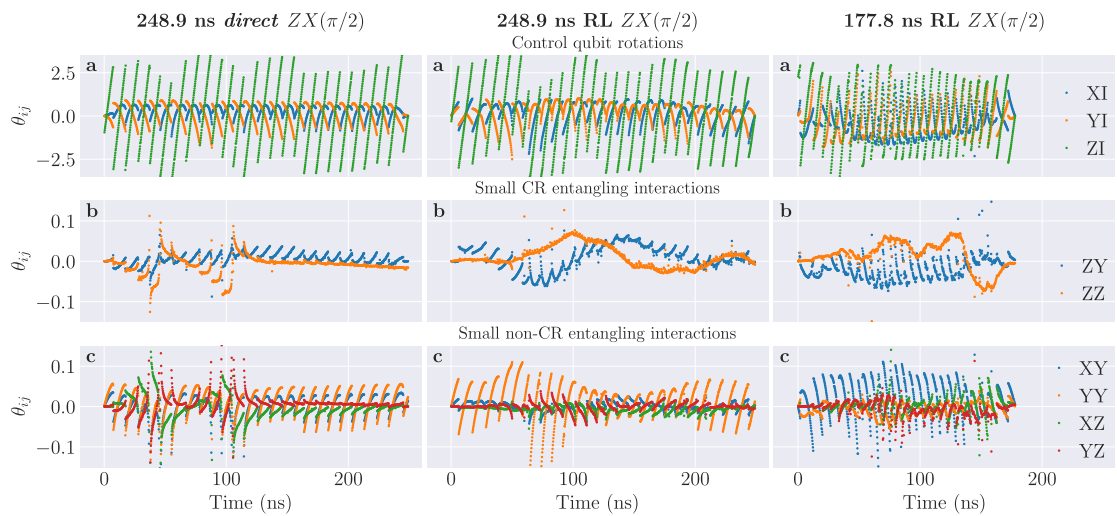 248.9 ns direct ZX(π/2)
248.9 ns RL ZX(π/2)
177.8 ns RL ZX(π/2)
Control qubit rotations
a
a
a
2.5
0.0
−2.5
θij
XI
YI
ZI
Small CR entangling interactions
b
b
b
0.1
0.0
−0.1
θij
ZY
ZZ
Small non-CR entangling interactions
c
c
c
0.1
0.0
−0.1
θij
XY
YY
XZ
YZ
0 100 200
0 100 200
0 100 200
Time (ns)
Time (ns)
Time (ns)